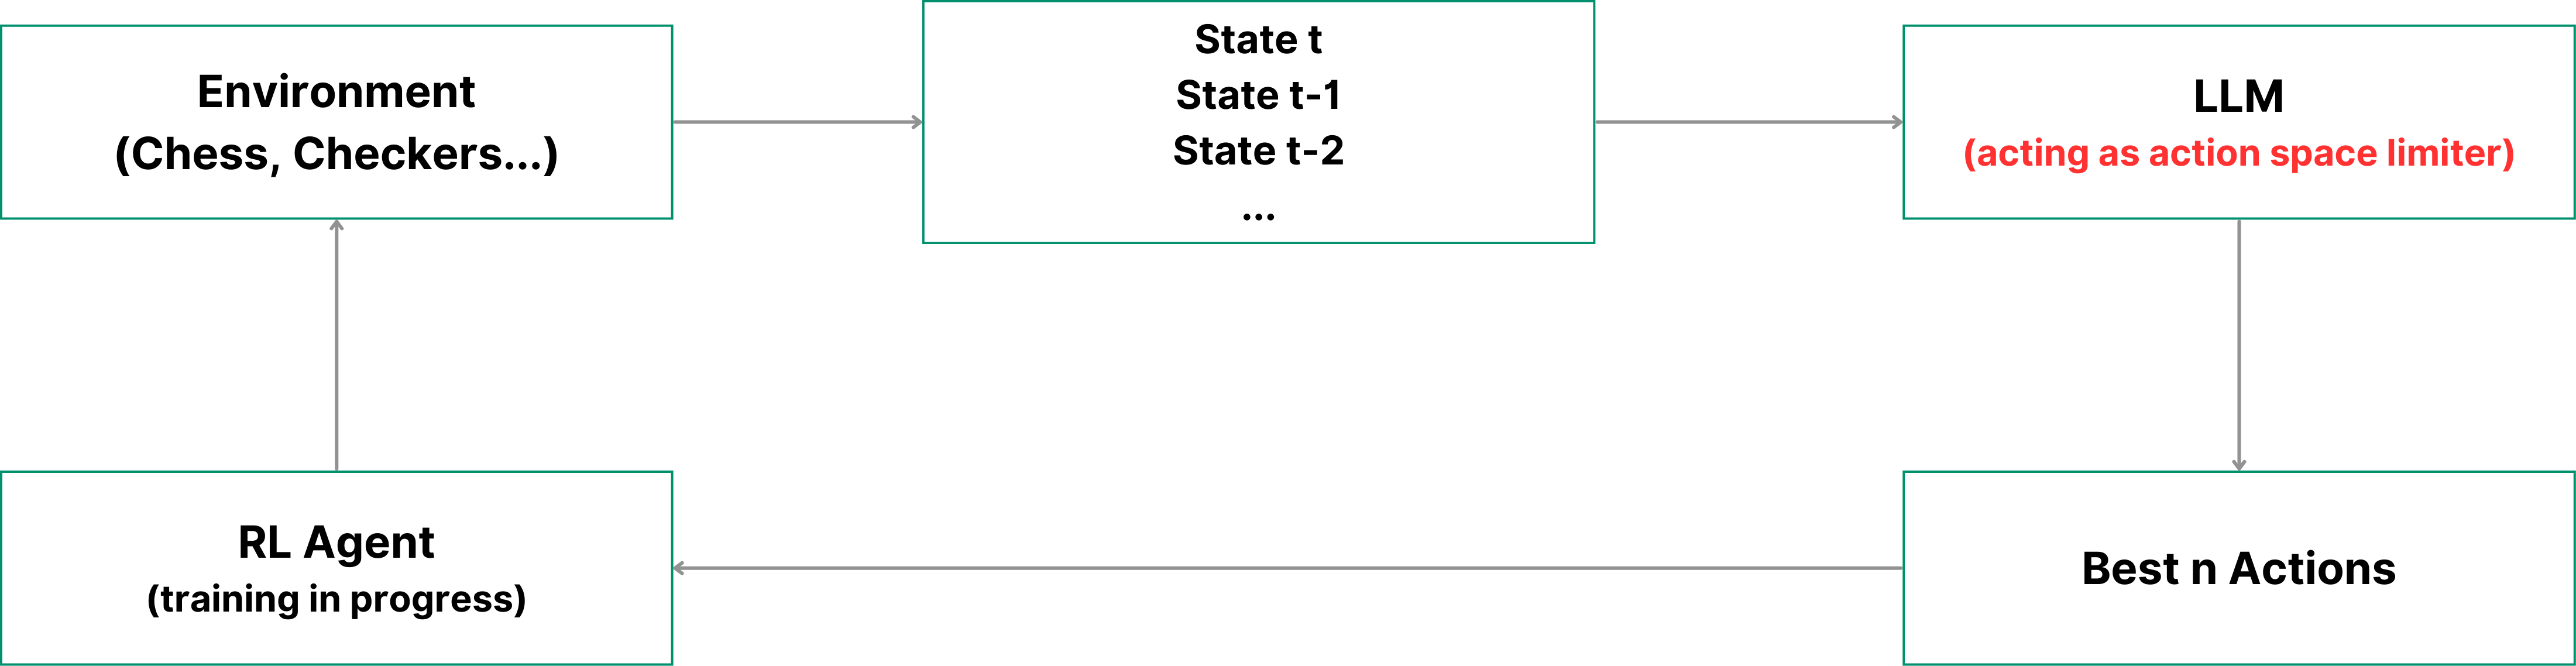 Environment
(Chess, Checkers...)
State t
State t-1
State t-2
...
LLM
(acting as action space limiter)
RL Agent
(training in progress)
Best n Actions